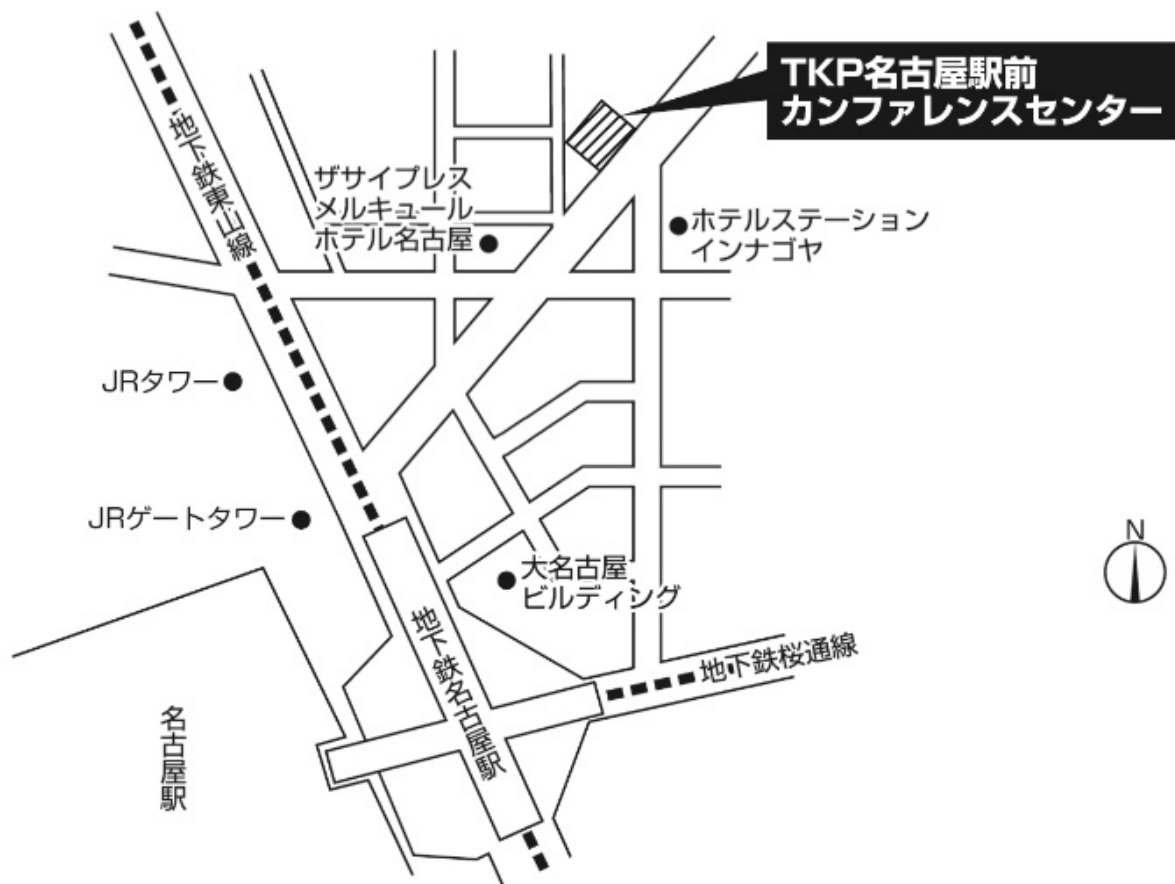 TKP名古屋駅前
カンファレンスセンター
地下鉄東山線
ザサイプレス
メルキュール
ホテル名古屋
ホテルステーション
インナゴヤ
JRタワー
JRゲートタワー
N
大名古屋
ビルディング
地下鉄名古屋駅
地下鉄桜通線
名古屋駅